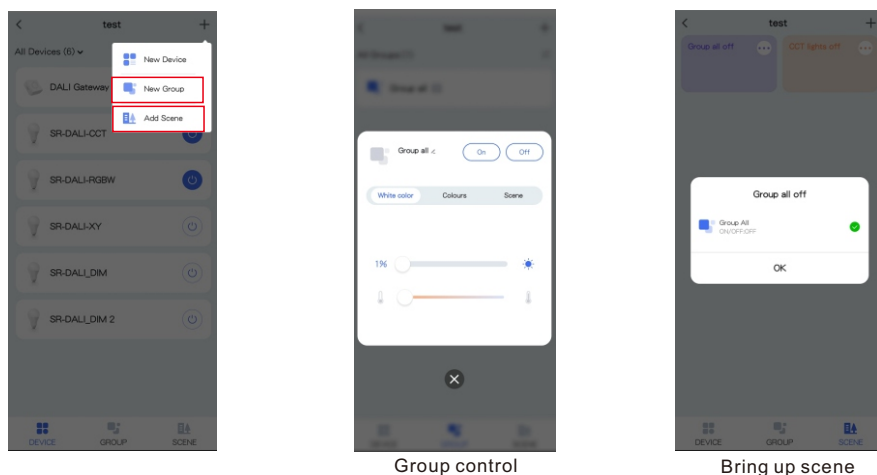 test
All Devices (6)
New Device
DALI Gateway
New Group
Add Scene
SR-DALI-CCT
SR-DALI-RGBW
SR-DALI-XY
SR-DALI_DIM
SR-DALI_DIM 2
DEVICE GROUP SCENE
Group all
On Off
White color Colours Scene
1%
Group control
test
Group all off CCT lights off
Group all off
Group All
ON/OFF:OFF
OK
DEVICE GROUP SCENE
Bring up scene